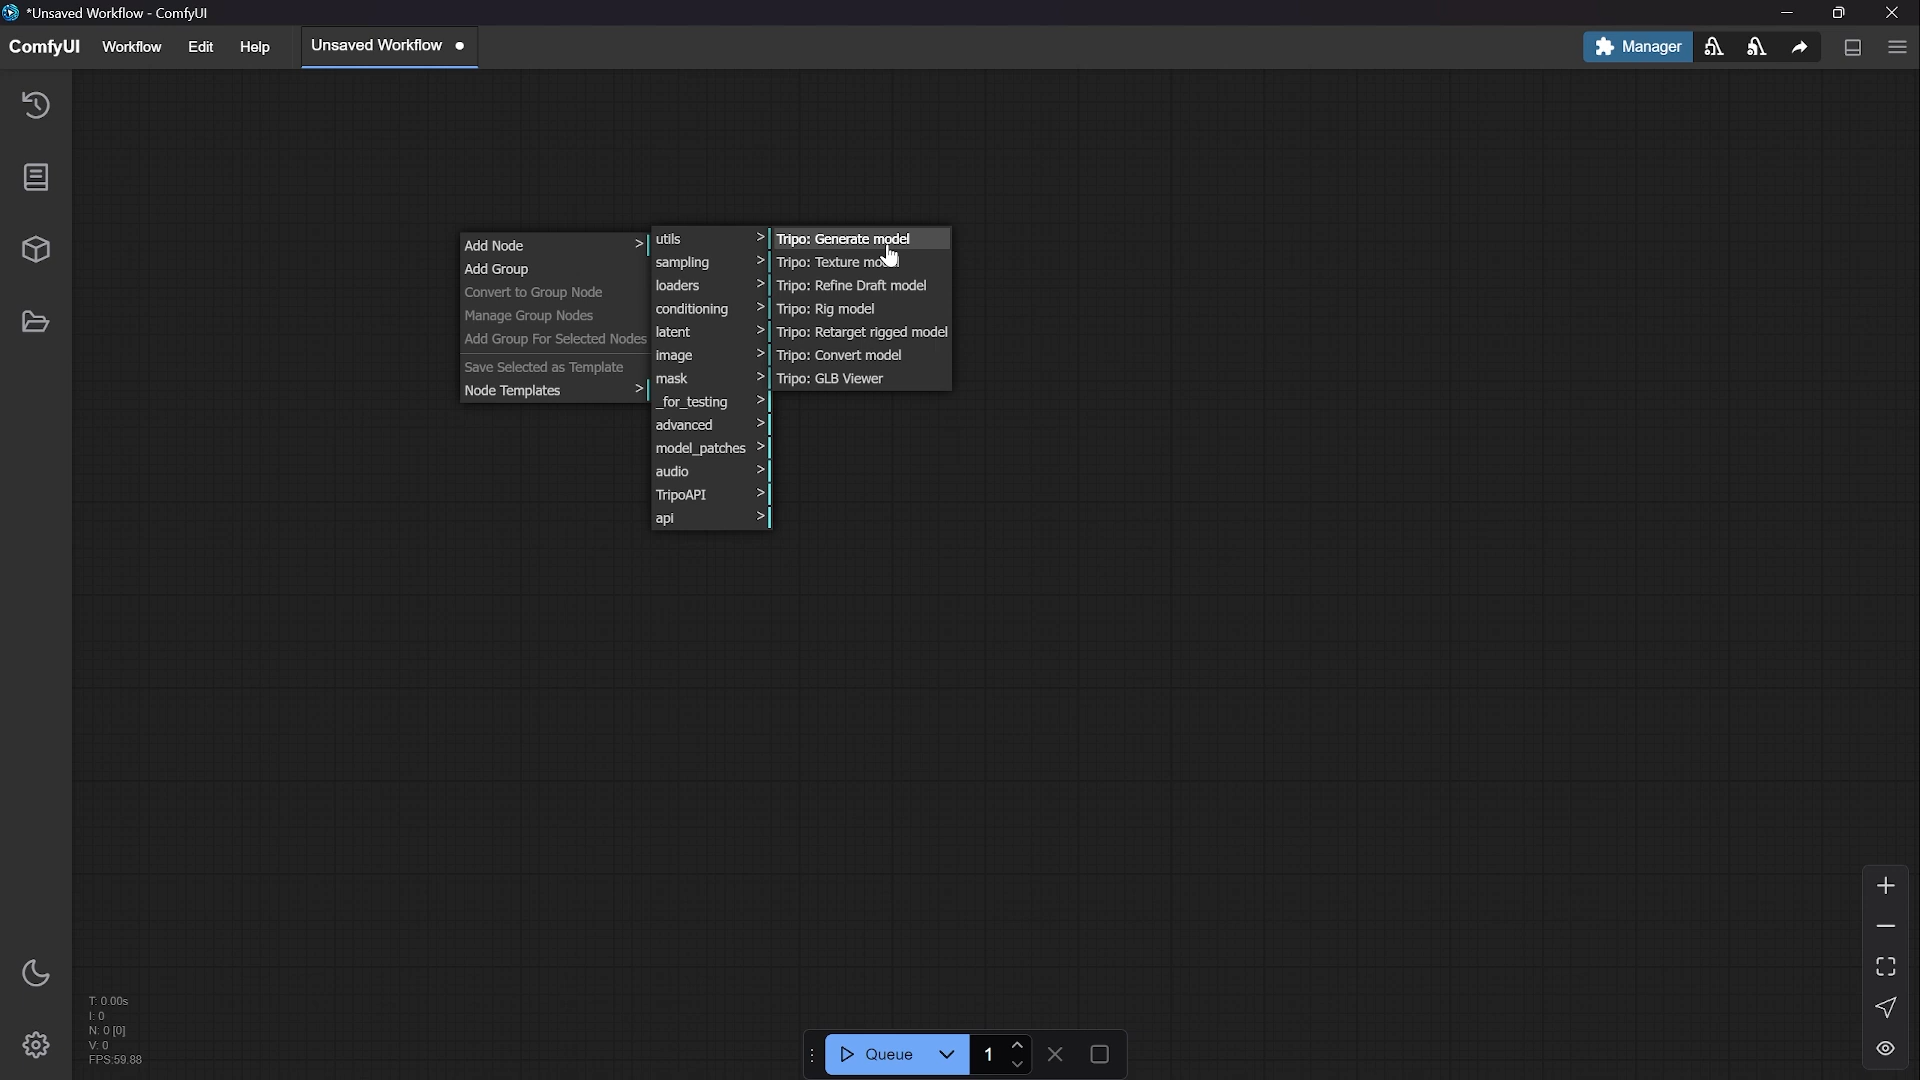 *Unsaved Workflow - ComfyUI
ComfyUI Workflow Edit Help Unsaved Workflow Manager
Add Node >
Add Group
Convert to Group Node
Manage Group Nodes
Add Group For Selected Nodes
Save Selected as Template
Node Templates >
utils >
sampling >
loaders >
conditioning >
latent >
image >
mask >
_for_testing >
advanced >
model_patches >
audio >
TripoAPI >
api >
Tripo: Generate model
Tripo: Texture
Tripo: Refine Draft model
Tripo: Rig model
Tripo: Retarget rigged model
Tripo: Convert model
Tripo: GLB Viewer
T: 0.00s
I: 0
N: 0 [0]
V: 0
FPS:59.88
Queue 1